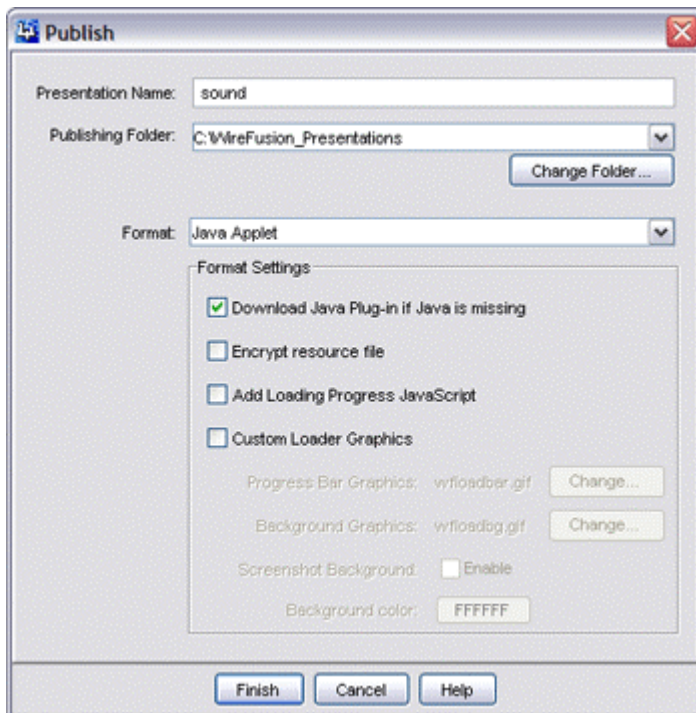 Publish
Presentation Name: sound
Publishing Folder: C:\WireFusion_Presentations
Change Folder...
Format: Java Applet
Format Settings
Download Java Plug-in if Java is missing
Encrypt resource file
Add Loading Progress JavaScript
Custom Loader Graphics
Progress Bar Graphics: wfloadbar.gif Change...
Background Graphics: wfloadbg.gif Change...
Screenshot Background: Enable
Background color: FFFFFF
Finish Cancel Help